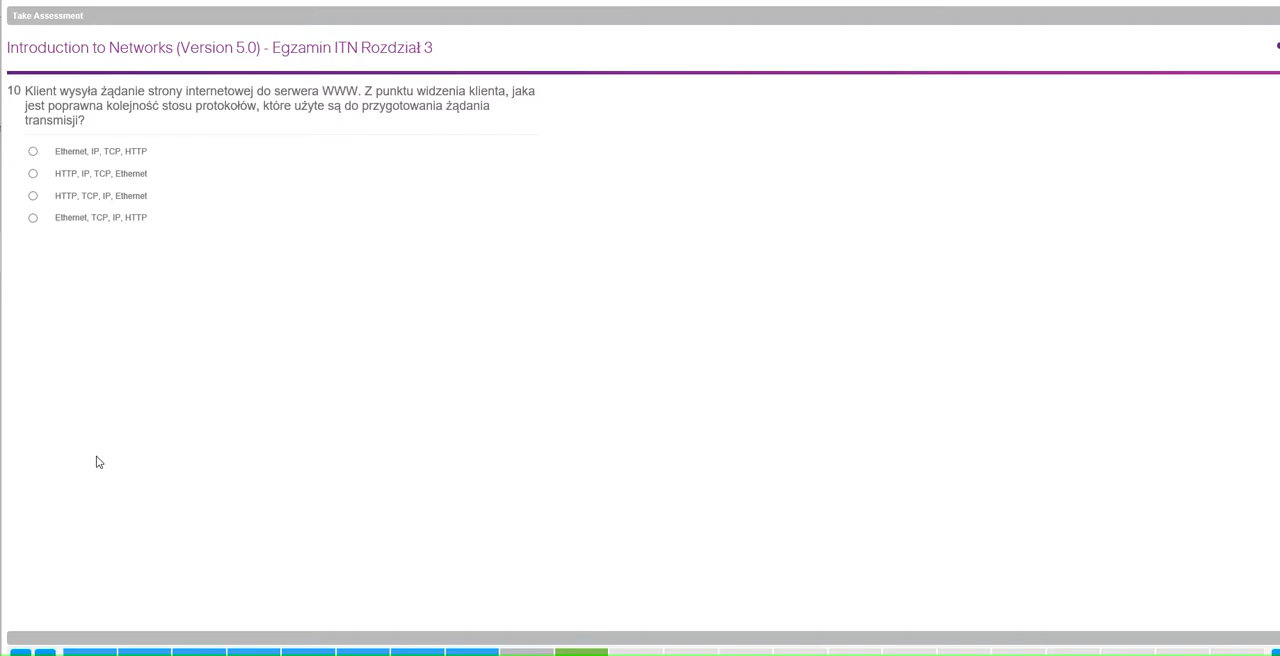 Take Assessment
Introduction to Networks (Version 5.0) - Egzamin ITN Rozdział 3
10 Klient wysyła żądanie strony internetowej do serwera WWW. Z punktu widzenia klienta, jaka
jest poprawna kolejność stosu protokołów, które użyte są do przygotowania żądania
transmisji?
Ethernet, IP, TCP, HTTP
HTTP, IP, TCP, Ethernet
HTTP, TCP, IP, Ethernet
Ethernet, TCP, IP, HTTP